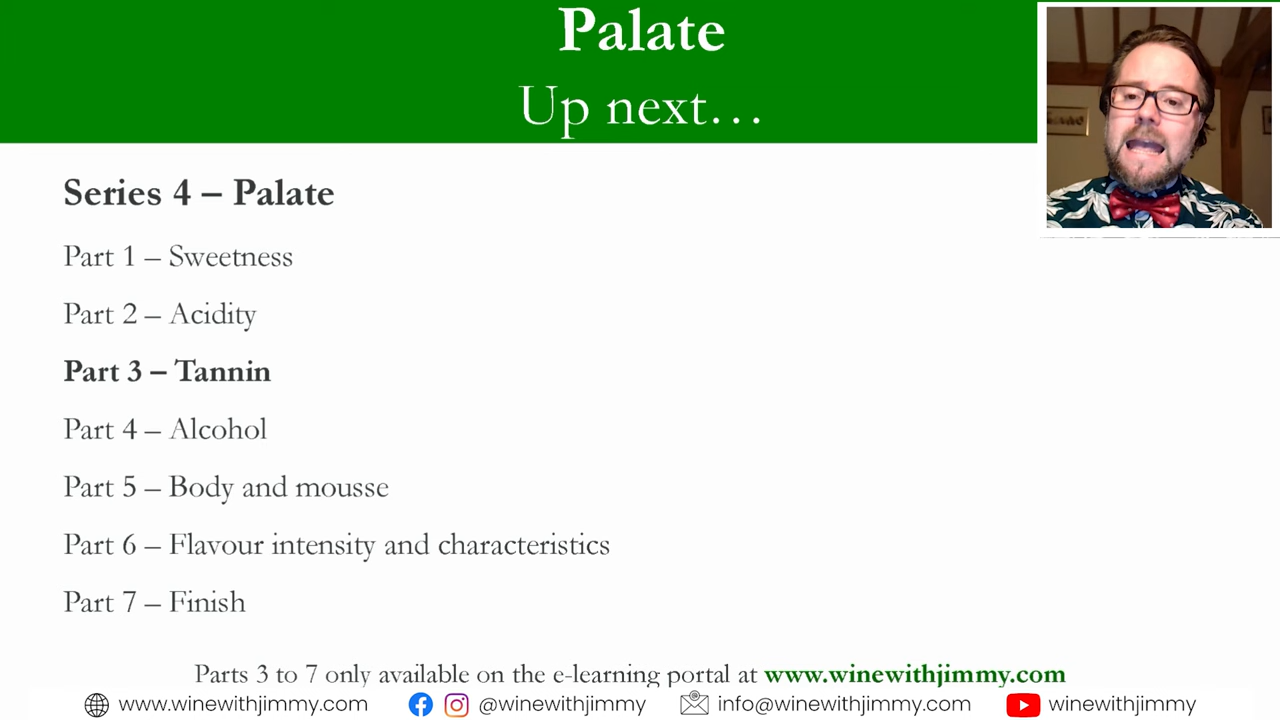 Palate
Up next…
Series 4 – Palate
Part 1 – Sweetness
Part 2 – Acidity
Part 3 – Tannin
Part 4 – Alcohol
Part 5 – Body and mousse
Part 6 – Flavour intensity and characteristics
Part 7 – Finish
Parts 3 to 7 only available on the e-learning portal at www.winewithjimmy.com
www.winewithjimmy.com @winewithjimmy info@winewithjimmy.com winewithjimmy